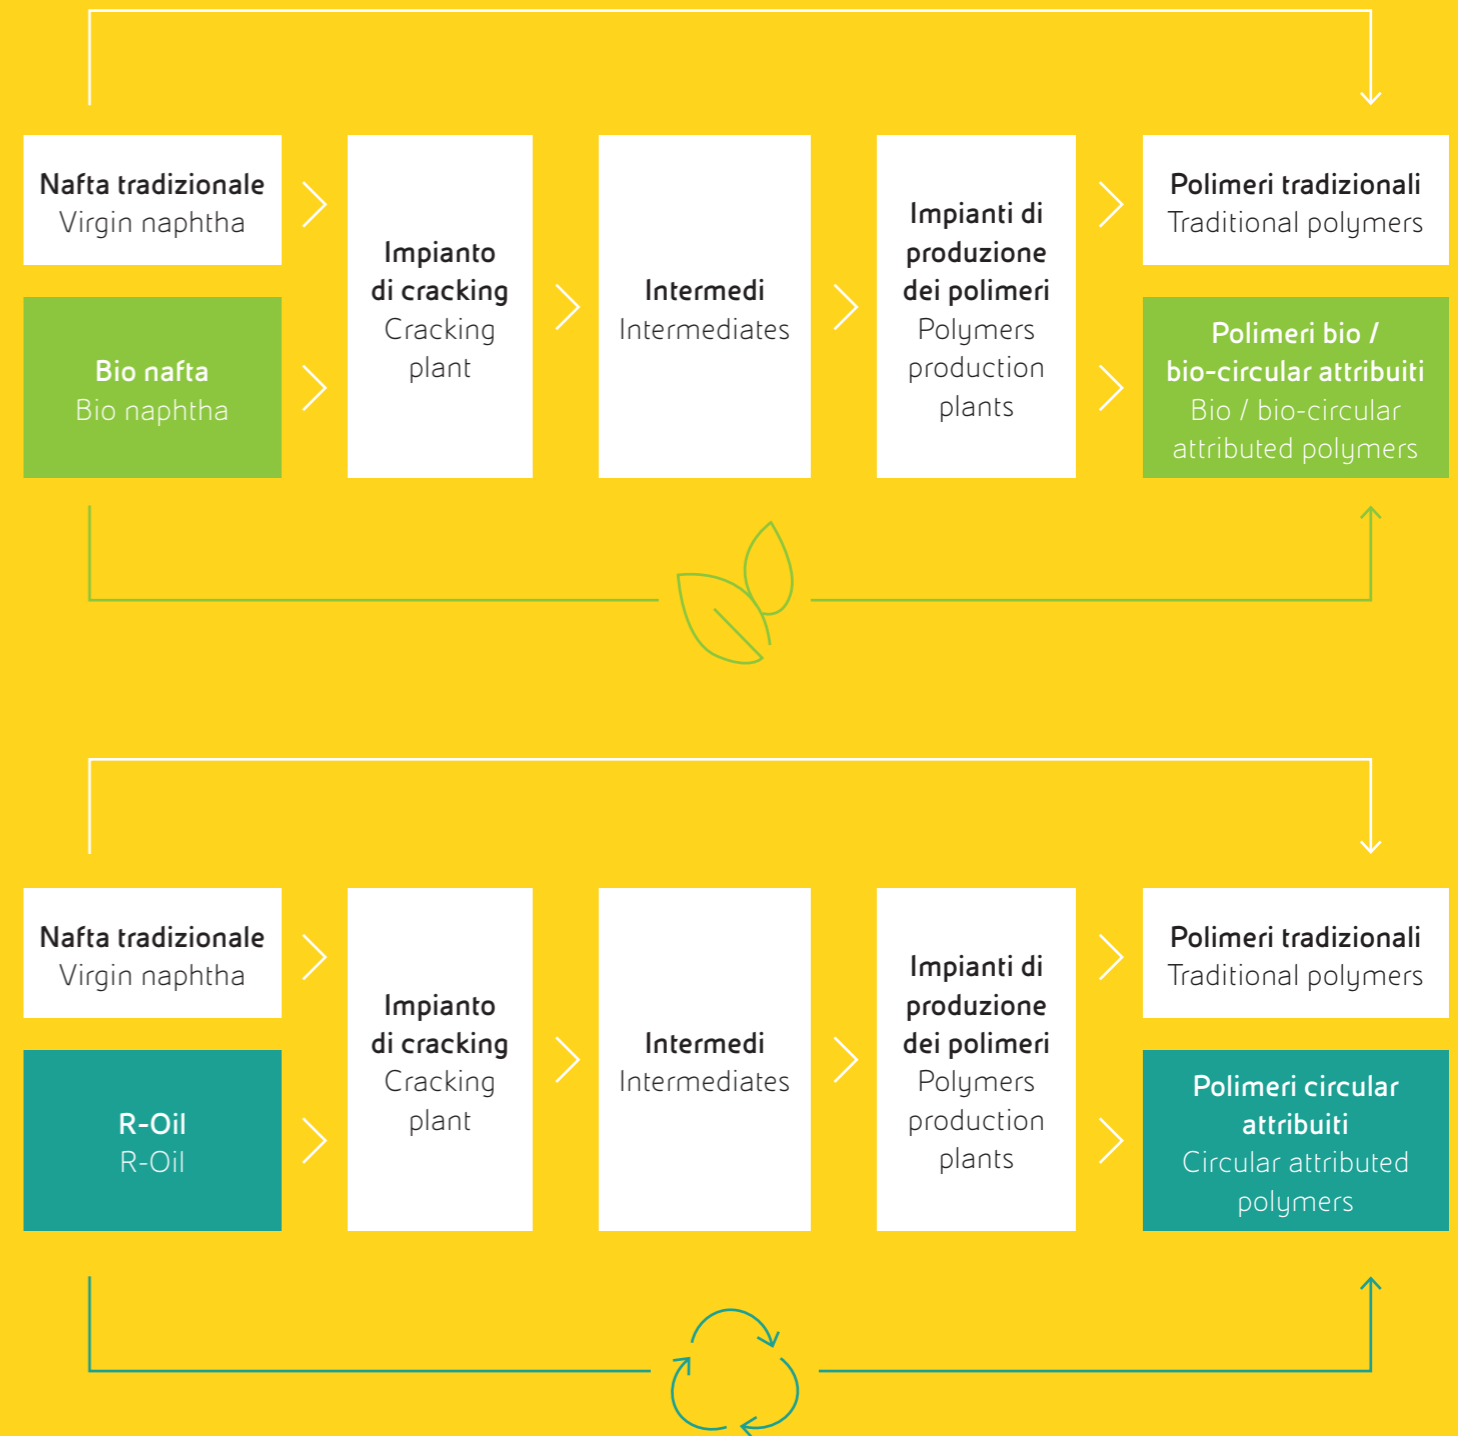 Nafta tradizionale
Virgin naphtha
Bio nafta
Bio naphtha
Impianto
di cracking
Cracking
plant
Intermedi
Intermediates
Impianti di
produzione
dei polimeri
Polymers
production
plants
Polimeri tradizionali
Traditional polymers
Polimeri bio /
bio-circular attribuiti
Bio / bio-circular
attributed polymers
Nafta tradizionale
Virgin naphtha
R-Oil
R-Oil
Impianto
di cracking
Cracking
plant
Intermedi
Intermediates
Impianti di
produzione
dei polimeri
Polymers
production
plants
Polimeri tradizionali
Traditional polymers
Polimeri circular
attribuiti
Circular attributed
polymers